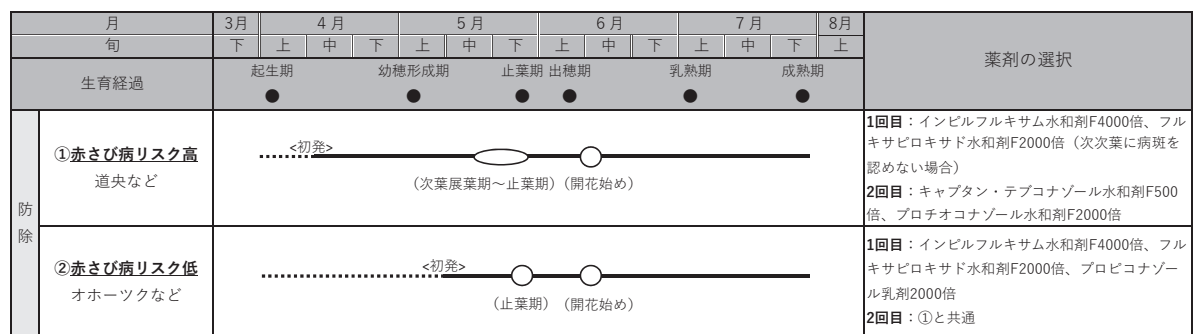 月 3月 4月 5月 6月 7月 8月 薬剤の選択
旬 下 上 中 下 上 中 下 上 中 下 上 中 下 上
生育経過 起生期 幼穂形成期 止葉期 出穂期 乳熟期 成熟期
防除
①赤さび病リスク高
道央など
<初発>
(次葉展葉期～止葉期) (開花始め)
1回目：インピルフルキサム水和剤F4000倍、フル
キサピロキサド水和剤F2000倍（次次葉に病斑を
認めない場合）
2回目：キャプタン・テブコナゾール水和剤F500
倍、プロチオコナゾール水和剤F2000倍
②赤さび病リスク低
オホーツクなど
<初発>
(止葉期) (開花始め)
1回目：インピルフルキサム水和剤F4000倍、フル
キサピロキサド水和剤F2000倍、プロピコナゾー
ル乳剤2000倍
2回目：①と共通